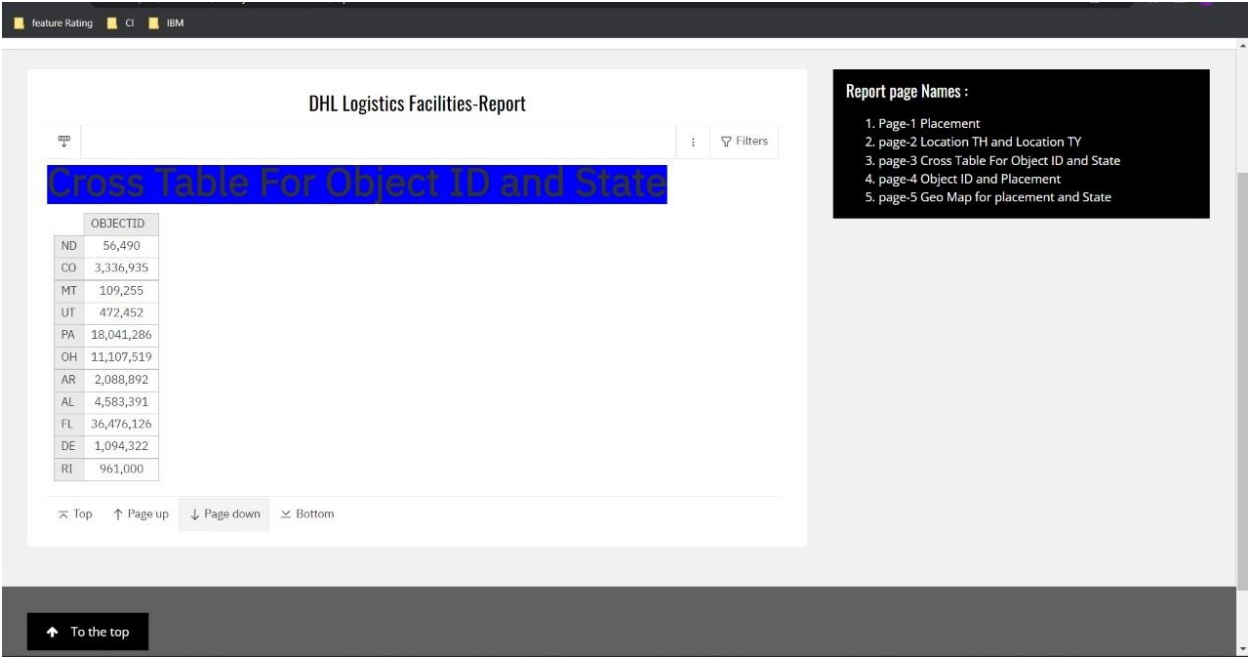 feature Rating CI IBM
DHL Logistics Facilities-Report
Filters
Cross Table For Object ID and State
OBJECTID
ND 56,490
CO 3,336,935
MT 109,255
UT 472,452
PA 18,041,286
OH 11,107,519
AR 2,088,892
AL 4,583,391
FL 36,476,126
DE 1,094,322
RI 961,000
Top Page up Page down Bottom
Report page Names :
1. Page-1 Placement
2. page-2 Location TH and Location TY
3. page-3 Cross Table For Object ID and State
4. page-4 Object ID and Placement
5. page-5 Geo Map for placement and State
To the top